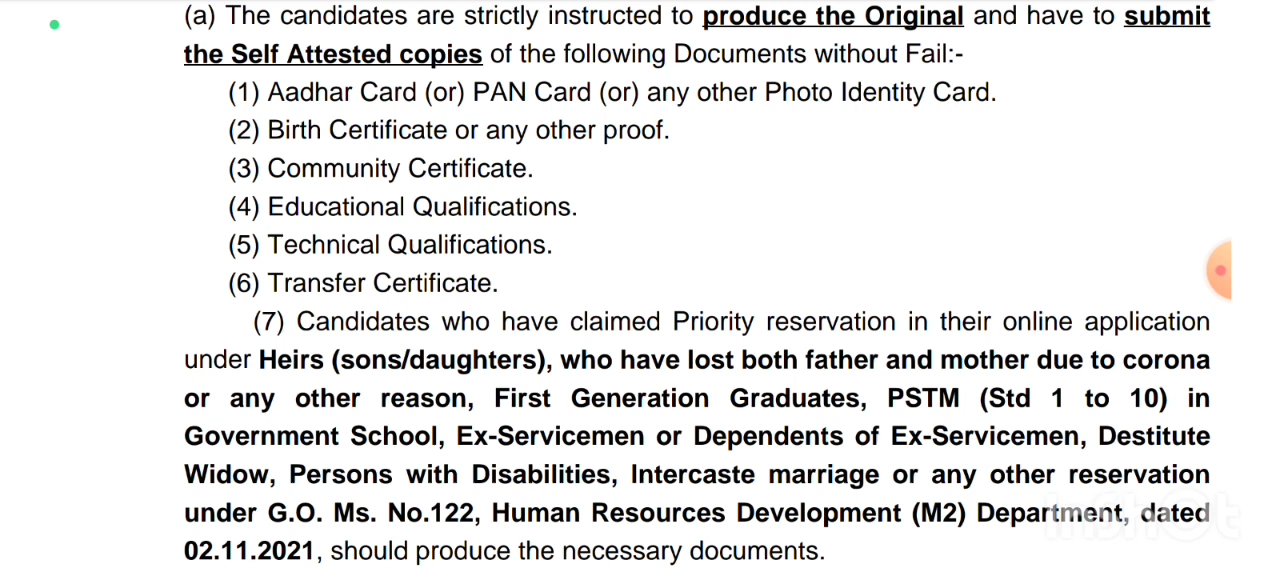 (a) The candidates are strictly instructed to produce the Original and have to submit
the Self Attested copies of the following Documents without Fail:-
(1) Aadhar Card (or) PAN Card (or) any other Photo Identity Card.
(2) Birth Certificate or any other proof.
(3) Community Certificate.
(4) Educational Qualifications.
(5) Technical Qualifications.
(6) Transfer Certificate.
(7) Candidates who have claimed Priority reservation in their online application
under Heirs (sons/daughters), who have lost both father and mother due to corona
or any other reason, First Generation Graduates, PSTM (Std 1 to 10) in
Government School, Ex-Servicemen or Dependents of Ex-Servicemen, Destitute
Widow, Persons with Disabilities, Intercaste marriage or any other reservation
under G.O. Ms. No.122, Human Resources Development (M2) Department, dated
02.11.2021, should produce the necessary documents.
InShOt